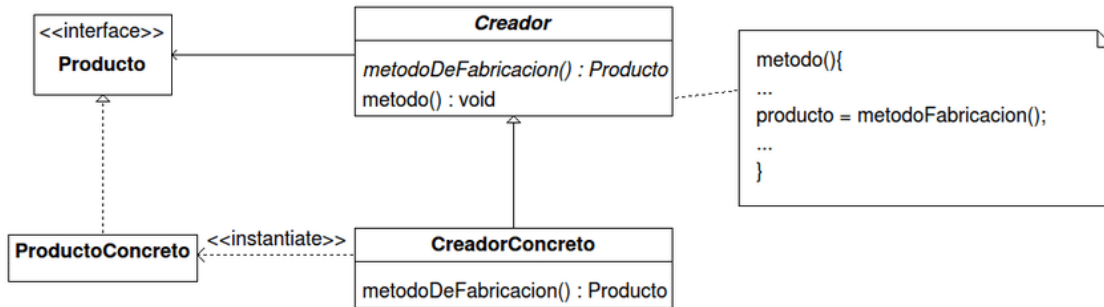 <<interface>>
Producto
Creador
metodoDeFabricacion() : Producto
metodo() : void
metodo(){
...
producto = metodoFabricacion();
...
}
ProductoConcreto
<<instantiate>>
CreadorConcreto
metodoDeFabricacion() : Producto